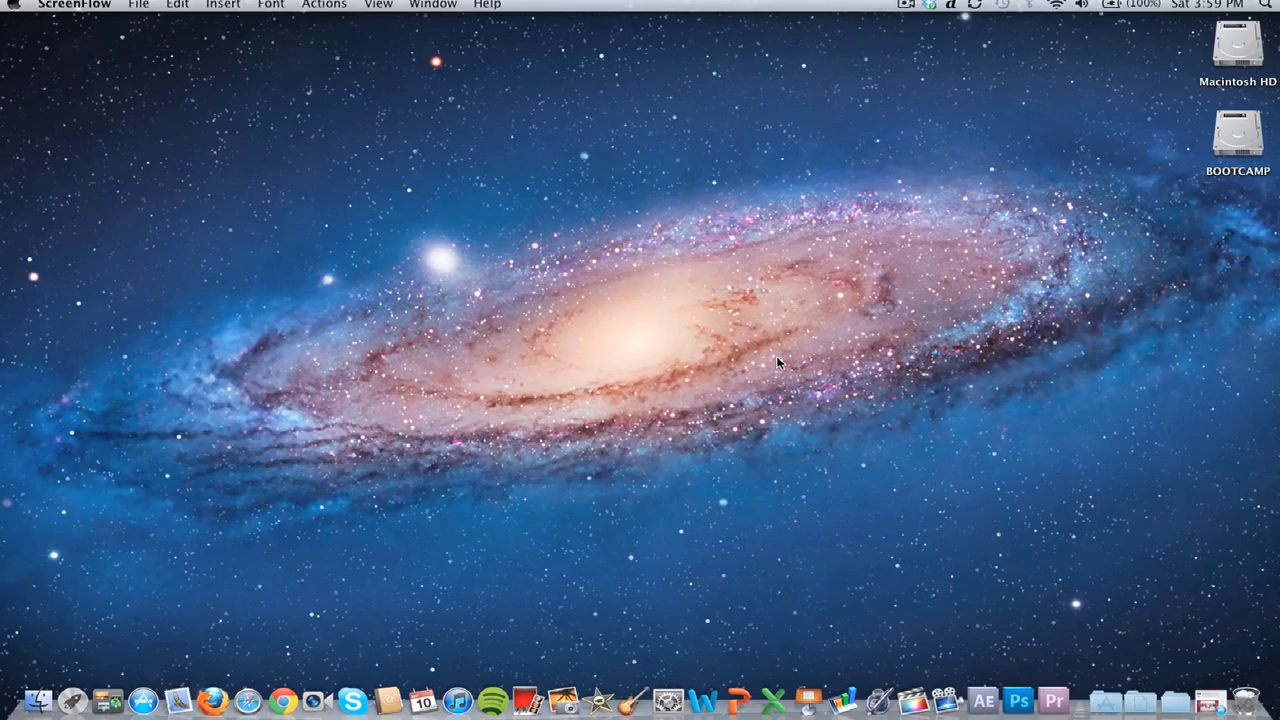 ScreenFlow File Edit Insert Font Actions View Window Help (100%) Sat 3:59 PM
Macintosh HD
BOOTCAMP
10 W P X AE Ps Pr